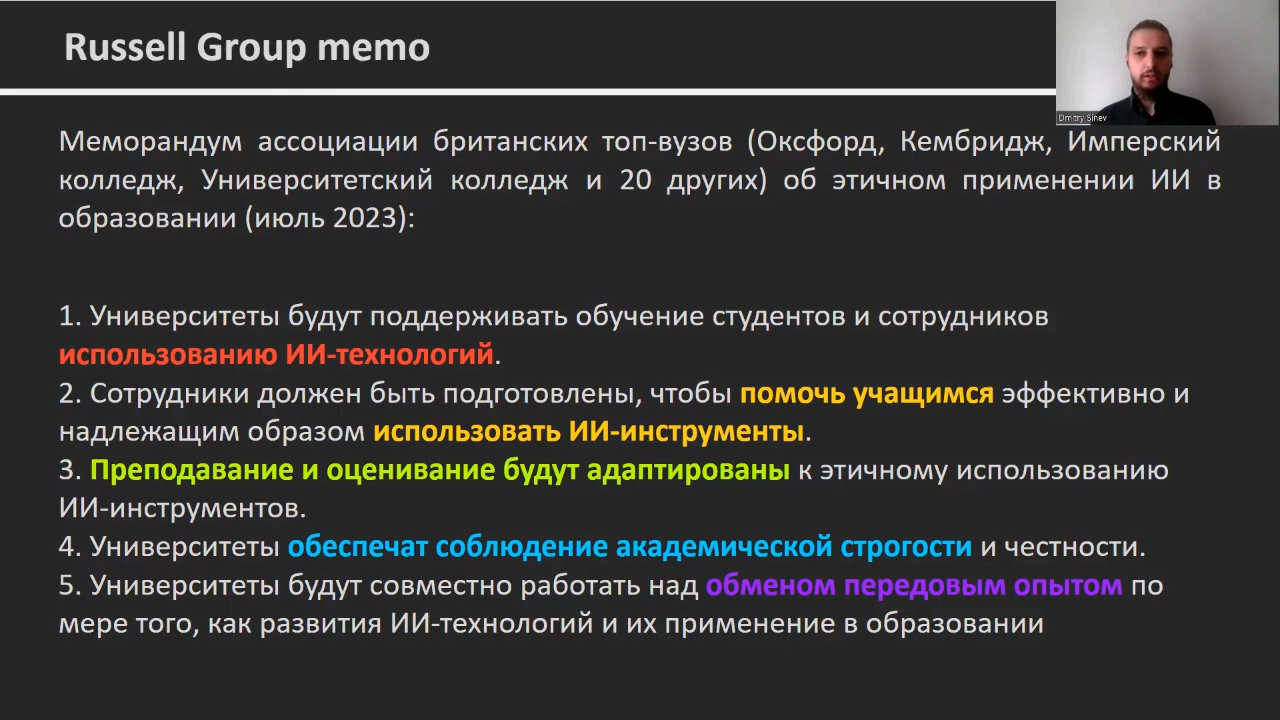 Russell Group memo
Dmitry Sinev
Меморандум ассоциации британских топ-вузов (Оксфорд, Кембридж, Имперский
колледж, Университетский колледж и 20 других) об этичном применении ИИ в
образовании (июль 2023):
1. Университеты будут поддерживать обучение студентов и сотрудников
использованию ИИ-технологий.
2. Сотрудники должен быть подготовлены, чтобы помочь учащимся эффективно и
надлежащим образом использовать ИИ-инструменты.
3. Преподавание и оценивание будут адаптированы к этичному использованию
ИИ-инструментов.
4. Университеты обеспечат соблюдение академической строгости и честности.
5. Университеты будут совместно работать над обменом передовым опытом по
мере того, как развития ИИ-технологий и их применение в образовании